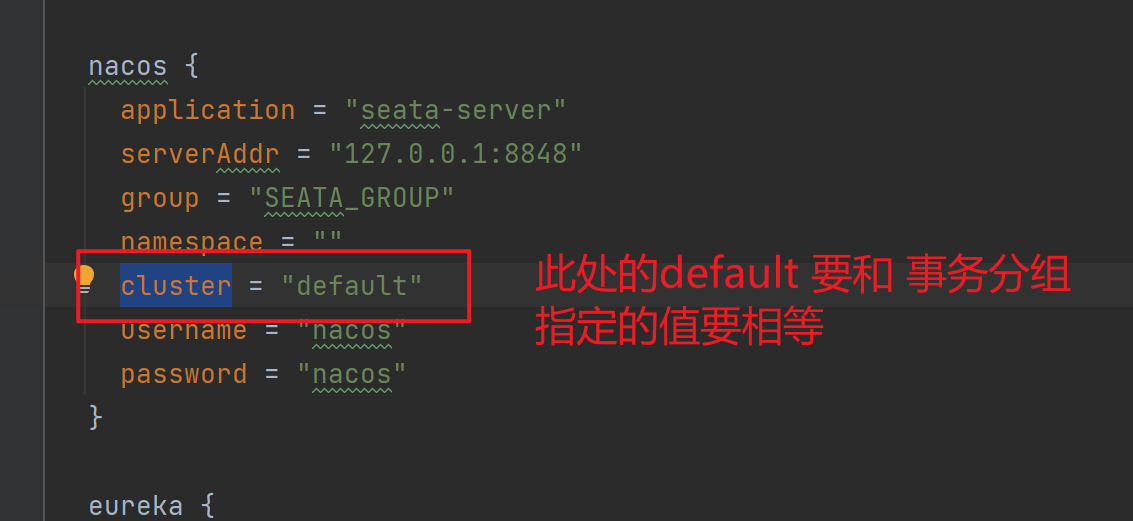 nacos {
application = "seata-server"
serverAddr = "127.0.0.1:8848"
group = "SEATA_GROUP"
namespace = ""
cluster = "default"
username = "nacos"
password = "nacos"
}
eureka {
此处的default 要和 事务分组
指定的值要相等